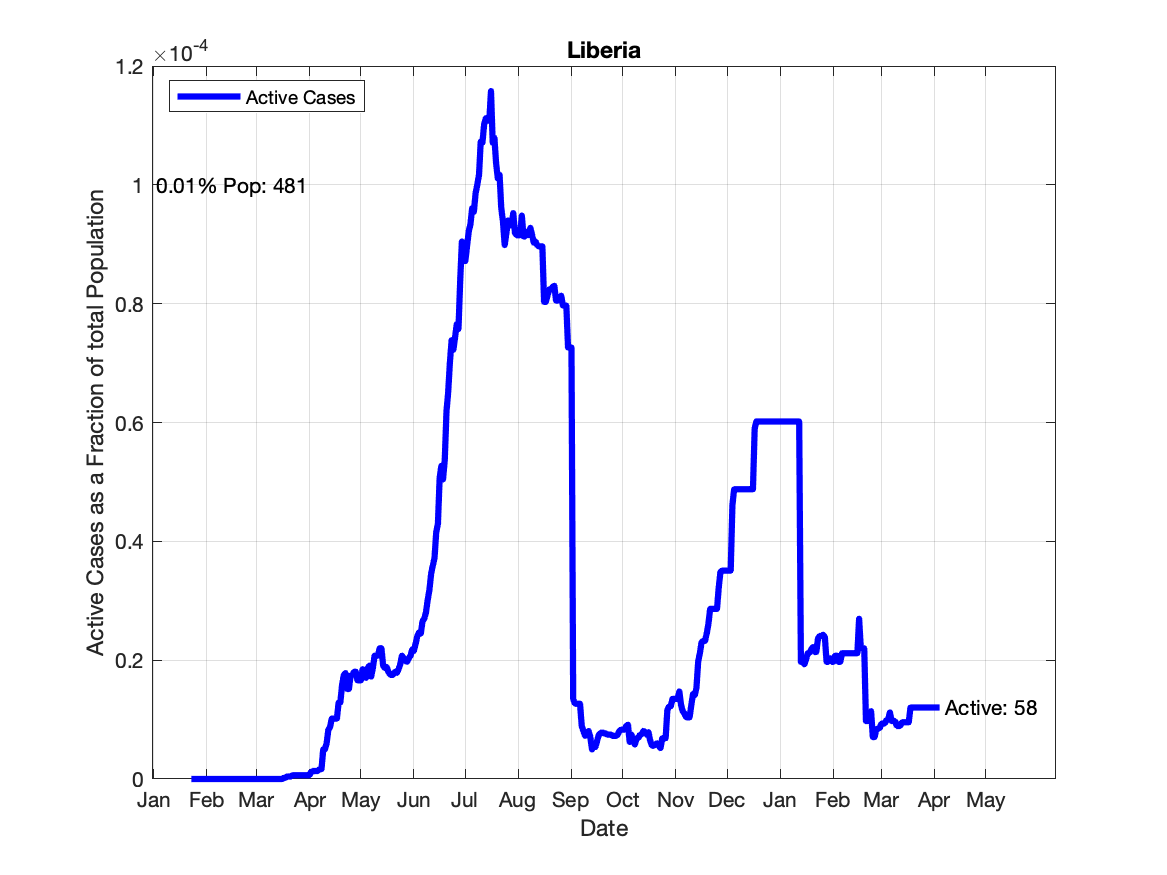 Liberia
×10-4
Active Cases
1.2
1
0.8
0.6
0.4
0.2
0
0.01% Pop: 481
Active: 58
Active Cases as a Fraction of total Population
Jan Feb Mar Apr May Jun Jul Aug Sep Oct Nov Dec Jan Feb Mar Apr May
Date